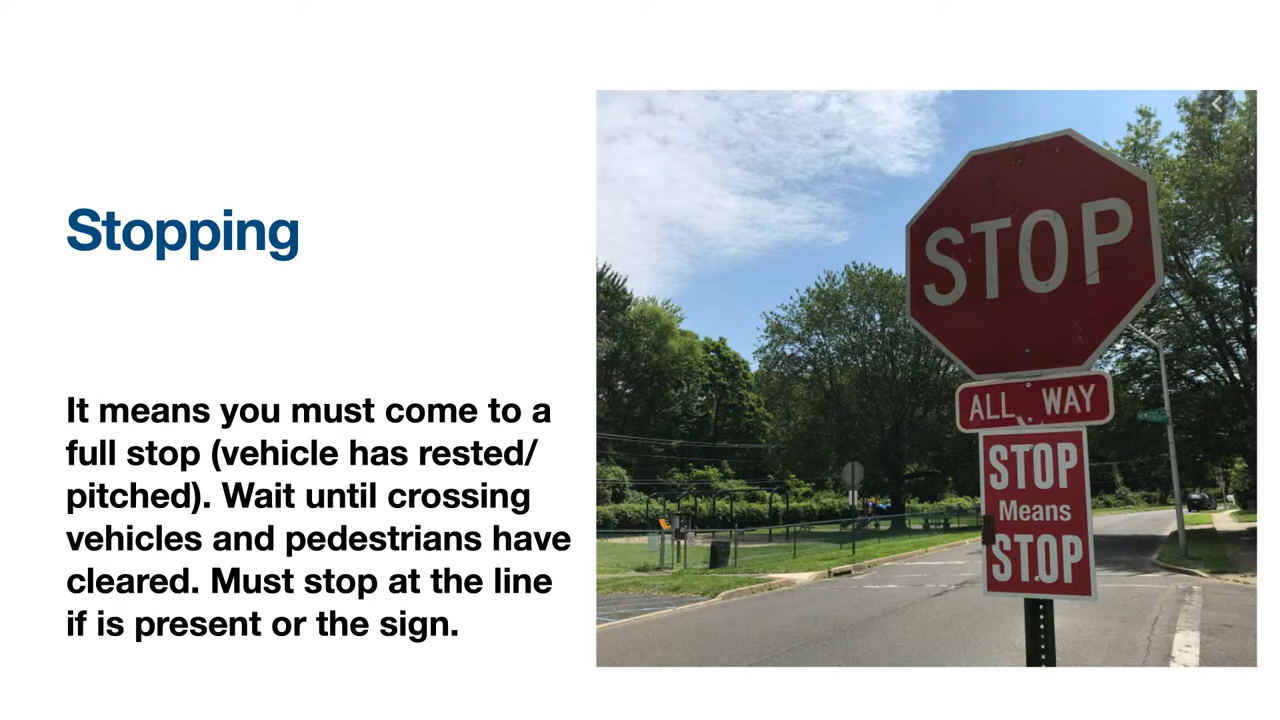 Stopping
It means you must come to a
full stop (vehicle has rested/
pitched). Wait until crossing
vehicles and pedestrians have
cleared. Must stop at the line
if is present or the sign.
STOP
ALL WAY
STOP
Means
STOP